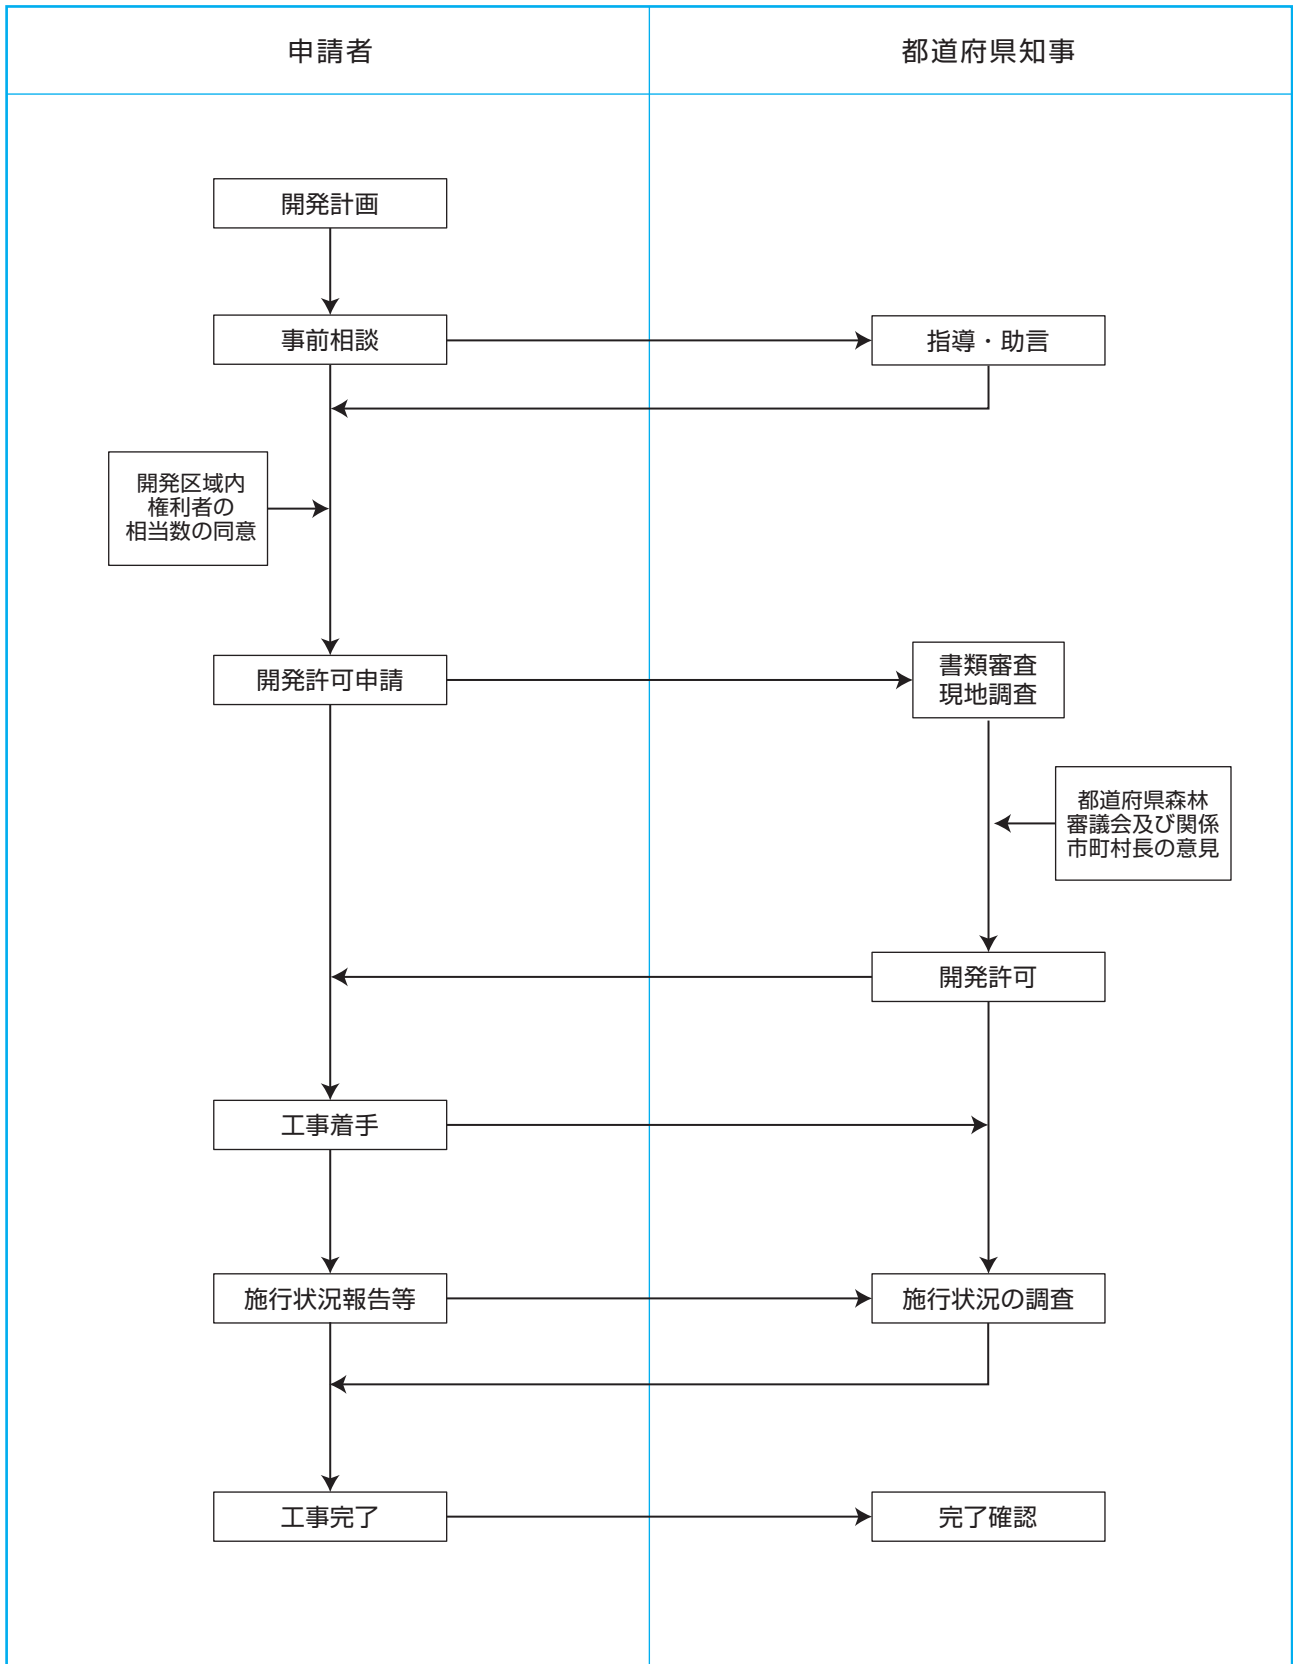 申請者
都道府県知事
開発計画
事前相談
指導・助言
開発区域内
権利者の
相当数の同意
開発許可申請
書類審査
現地調査
都道府県森林
審議会及び関係
市町村長の意見
開発許可
工事着手
施行状況報告等
施行状況の調査
工事完了
完了確認